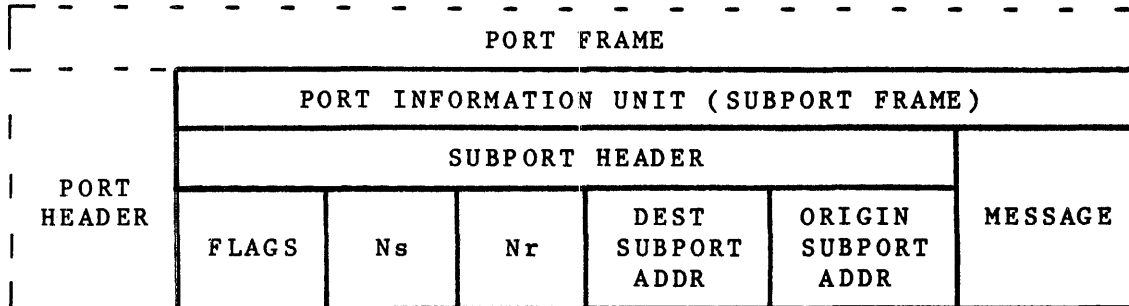 PORT FRAME
PORT INFORMATION UNIT (SUBPORT FRAME)
SUBPORT HEADER
PORT
HEADER
FLAGS
Ns
Nr
DEST
SUBPORT
ADDR
ORIGIN
SUBPORT
ADDR
MESSAGE